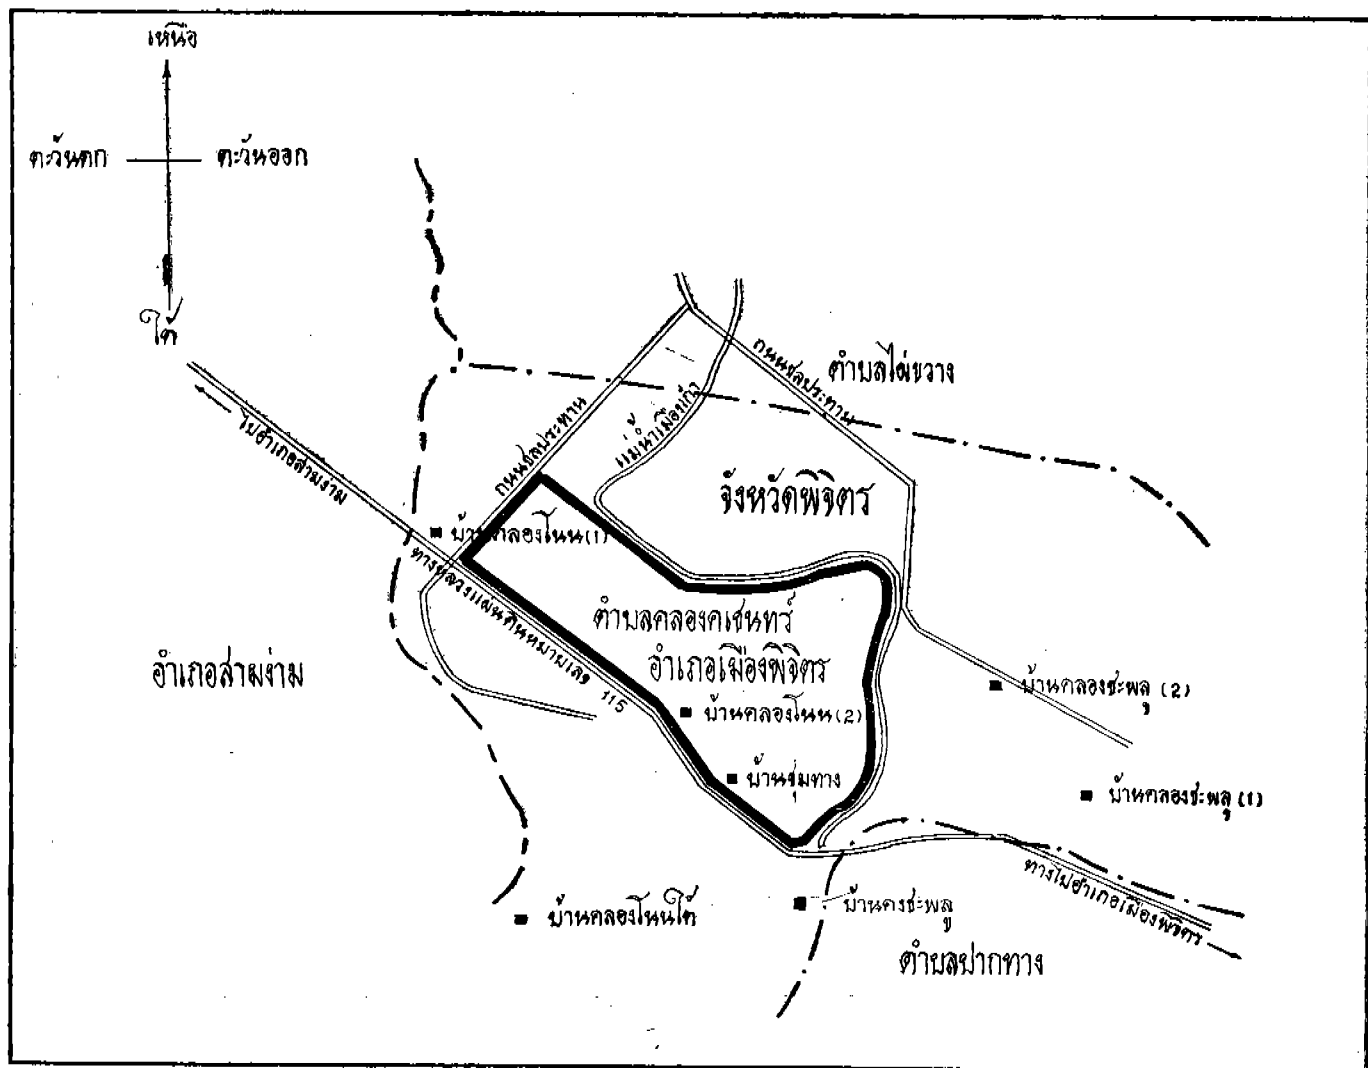 เหนือ
ตะวันตก
ตะวันออก
ใต้
ไปอำเภอสามง่าม
ถนนชลประทาน
แม่น้ำเมืองเก่า
ถนนชลประทาน
ตำบลไผ่ขวาง
จังหวัดพิจิตร
บ้านคลองโนน(1)
ทางหลวงแผ่นดินหมายเลข 115
ตำบลคลองคเชนทร์
อำเภอเมืองพิจิตร
อำเภอสามง่าม
บ้านคลองโนน(2)
บ้านคลองชะพลู (2)
บ้านชุมทาง
บ้านคลองชะพลู (1)
ทางไปอำเภอเมืองพิจิตร
บ้านคลองโนนใต้
บ้านดงชะพลู
ตำบลปากทาง